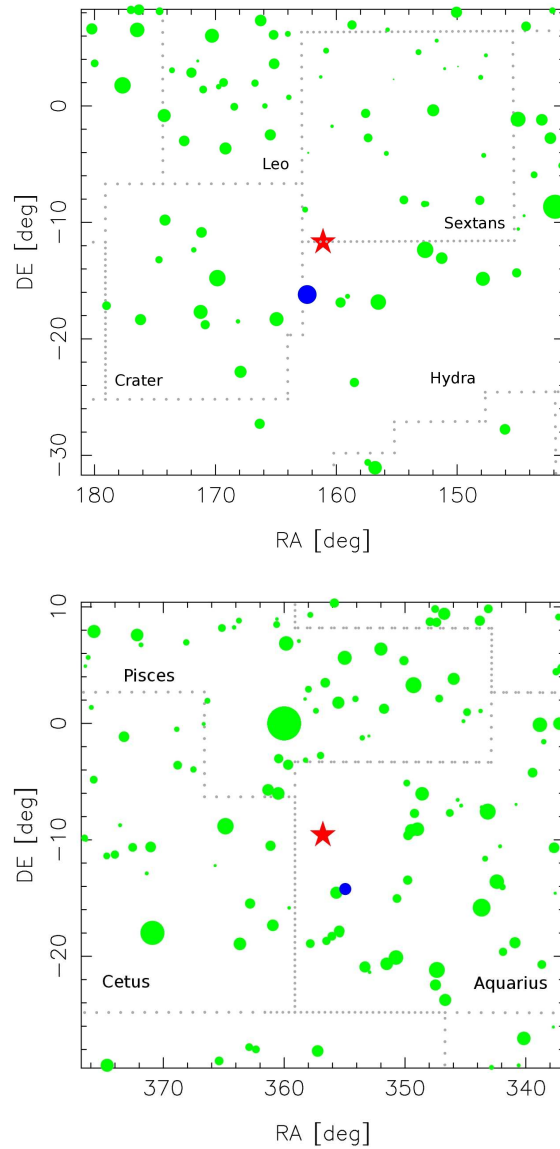 0
Leo
−10
Sextans
DE [deg]
−20
Crater
Hydra
−30
180
170
160
150
RA [deg]
10
Pisces
0
−10
DE [deg]
−20
Cetus
Aquarius
370
360
350
340
RA [deg]